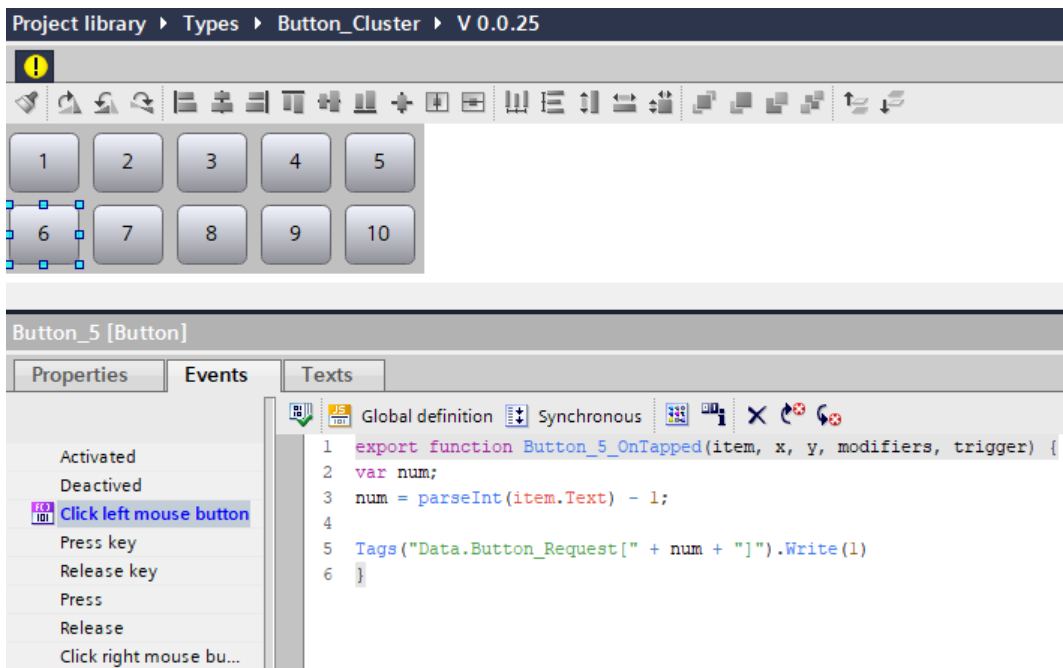 Project library ▸ Types ▸ Button_Cluster ▸ V 0.0.25
1 2 3 4 5
6 7 8 9 10
Button_5 [Button]
Properties Events Texts
Global definition Synchronous
Activated
Deactived
Click left mouse button
Press key
Release key
Press
Release
Click right mouse bu...
1 export function Button_5_OnTapped(item, x, y, modifiers, trigger) {
2 var num;
3 num = parseInt(item.Text) - 1;
4
5 Tags("Data.Button_Request[" + num + "]").Write(1)
6 }